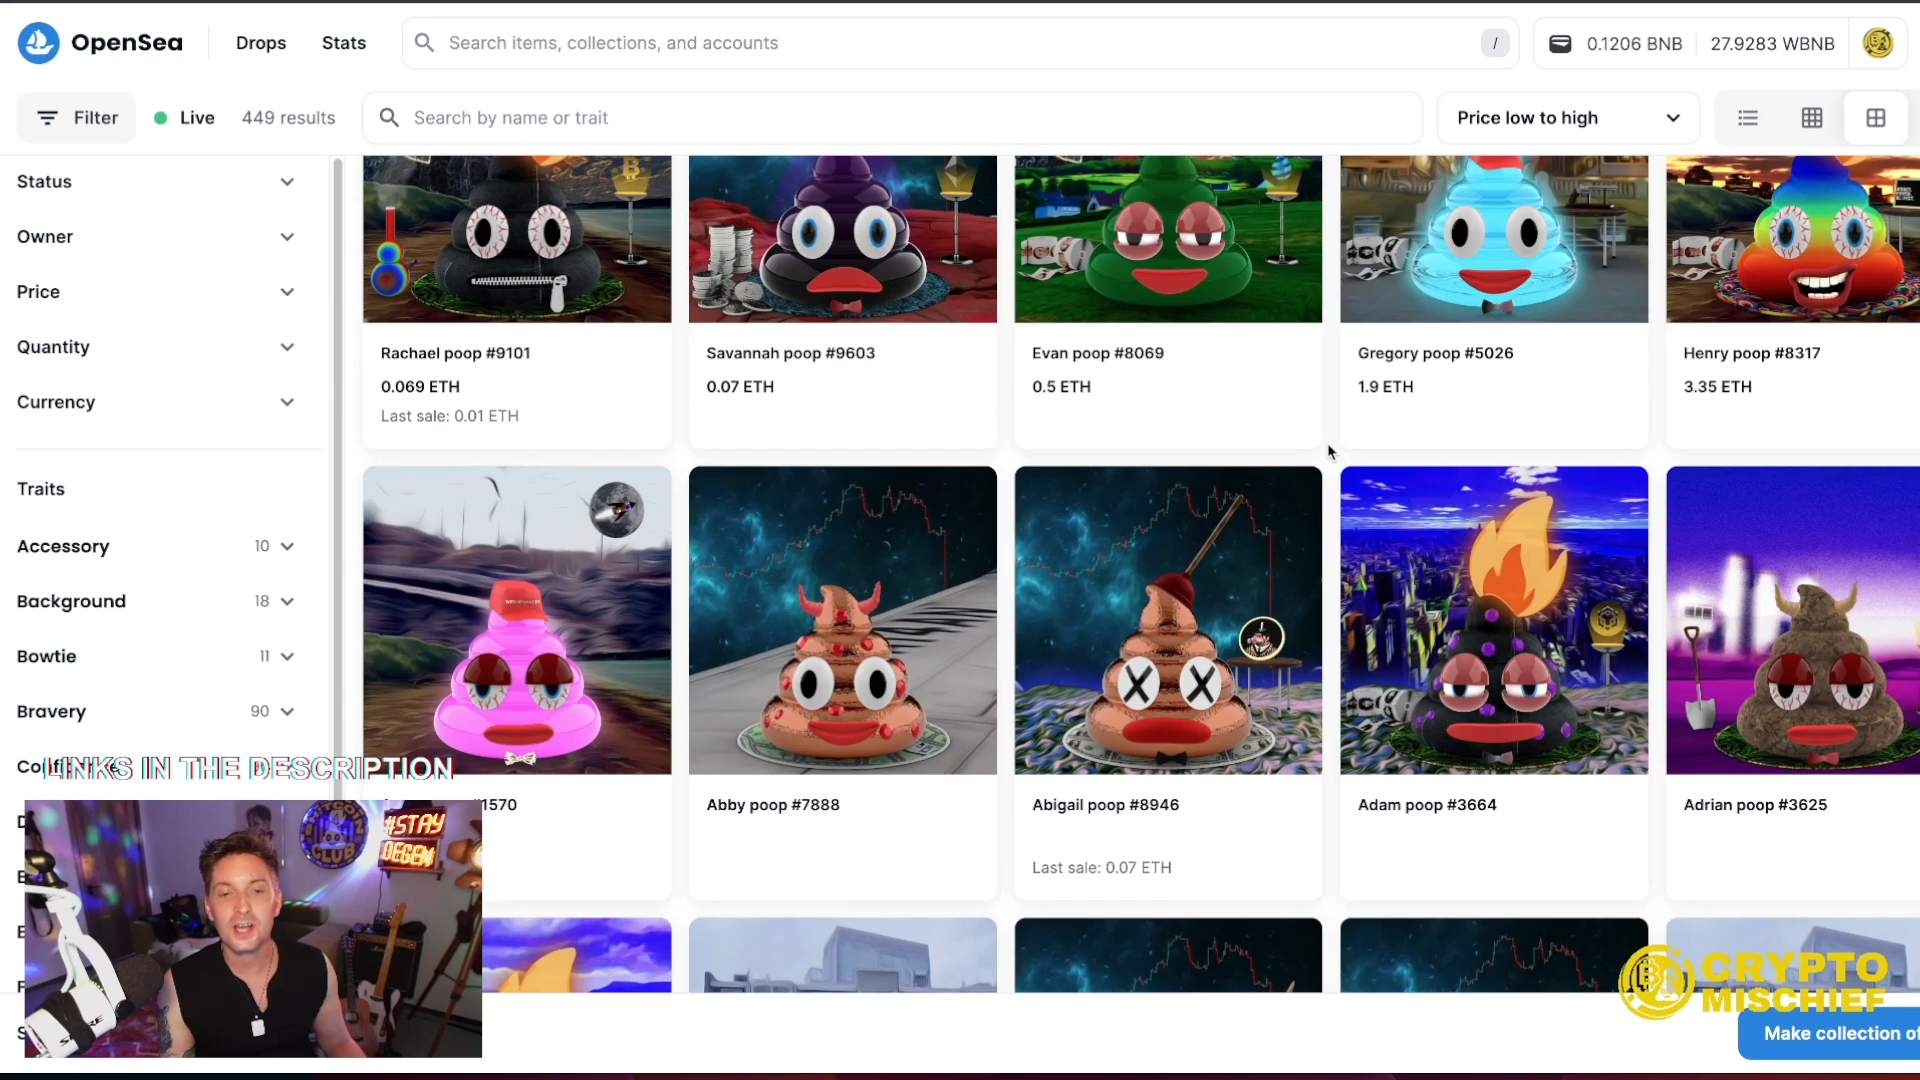 OpenSea
Drops
Stats
Search items, collections, and accounts
/
0.1206 BNB
27.9283 WBNB
Filter
Live
449 results
Search by name or trait
Price low to high
Status
Owner
Price
Quantity
Currency
Traits
Accessory 10
Background 18
Bowtie 11
Bravery 90
Rachael poop #9101
0.069 ETH
Last sale: 0.01 ETH
Savannah poop #9603
0.07 ETH
Evan poop #8069
0.5 ETH
Gregory poop #5026
1.9 ETH
Henry poop #8317
3.35 ETH
1570
Abby poop #7888
Abigail poop #8946
Last sale: 0.07 ETH
Adam poop #3664
Adrian poop #3625
LINKS IN THE DESCRIPTION
BITCOIN
CLUB
#STAY
DEGEN
CRYPTO
MISCHIEF
Make collection of